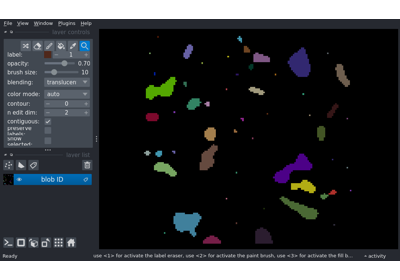 File View Window Plugins Help
layer controls
label: 1
opacity: 0.70
brush size: 10
blending: translucen
color mode: auto
contour: 0
n edit dim: 2
contiguous: ✓
preserve
labels:
show
selected:
layer list
blob ID
Ready
use <1> for activate the label eraser, use <2> for activate the paint brush, use <3> for activate the fill b...
activity